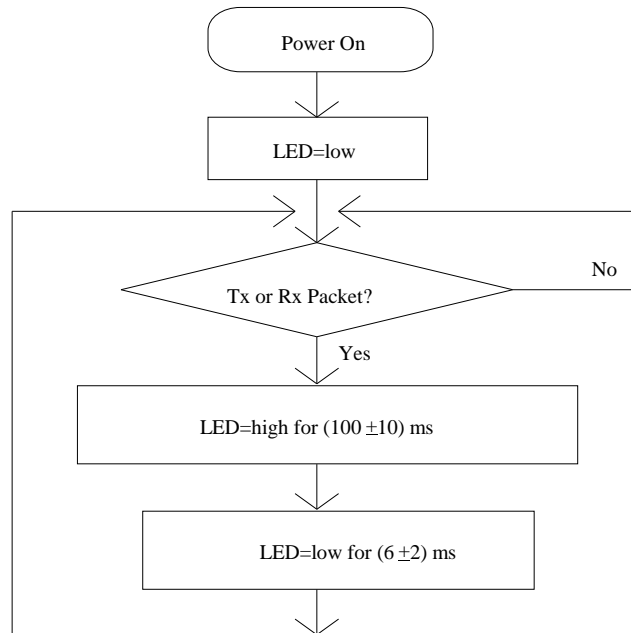 Power On
LED=low
No
Tx or Rx Packet?
Yes
LED=high for (100 ±10) ms
LED=low for (6 ±2) ms